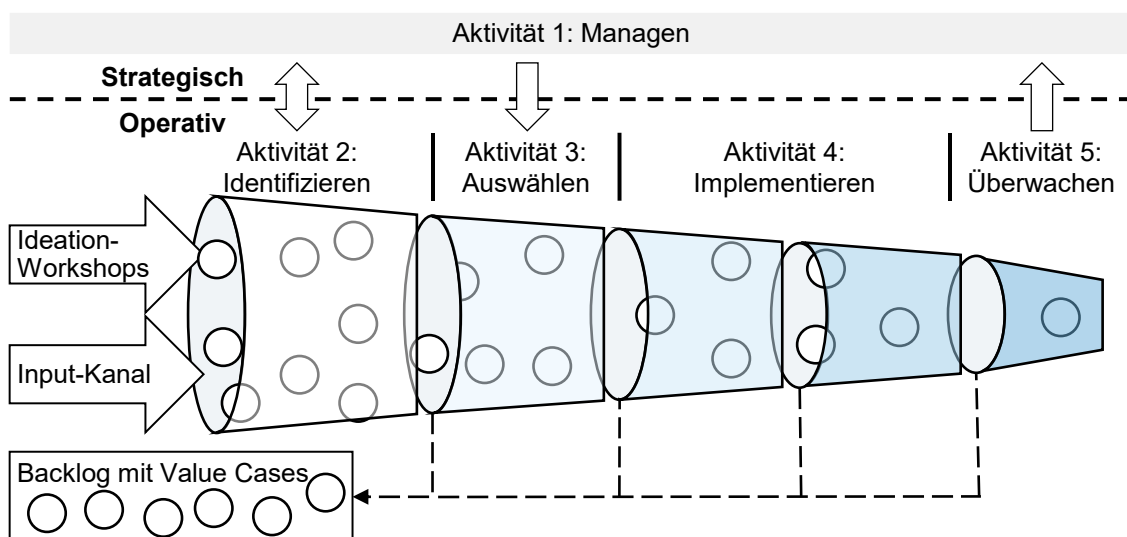 Aktivität 1: Managen
Strategisch
Operativ
Aktivität 2:
Identifizieren
Aktivität 3:
Auswählen
Aktivität 4:
Implementieren
Aktivität 5:
Überwachen
Ideation-
Workshops
Input-Kanal
Backlog mit Value Cases